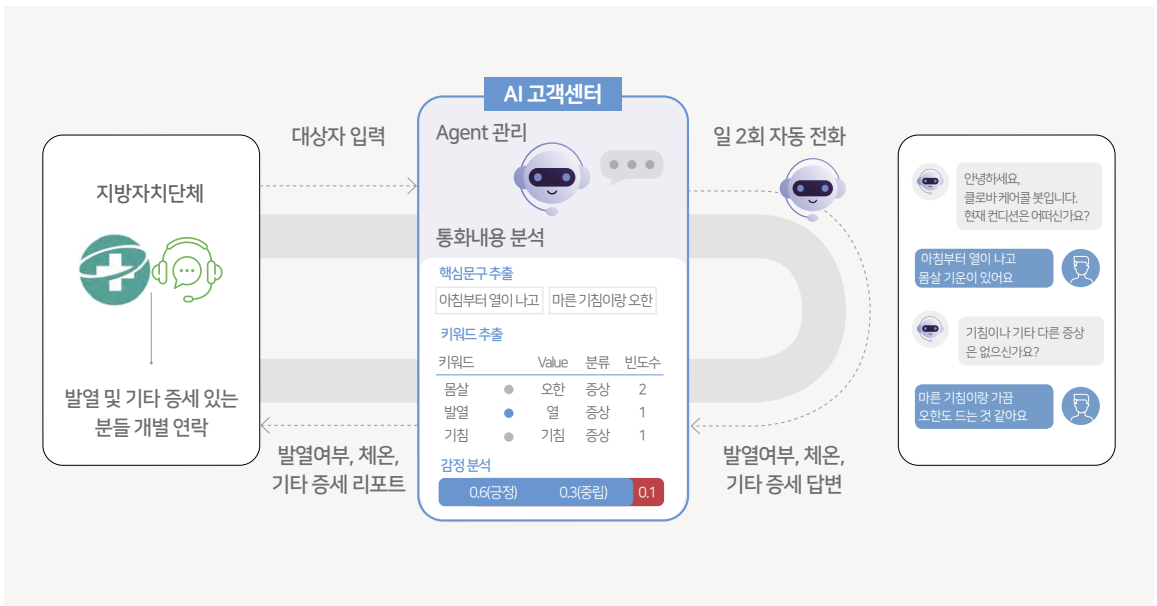 지방자치단체
발열 및 기타 증세 있는
분들 개별 연락
대상자 입력
발열여부, 체온,
기타 증세 리포트
AI 고객센터
Agent 관리
통화내용 분석
핵심문구 추출
아침부터 열이 나고 마른 기침이랑 오한
키워드 추출
키워드 Value 분류 빈도수
몸살 오한 증상 2
발열 열 증상 1
기침 기침 증상 1
감정 분석
0.6(긍정) 0.3(중립) 0.1
일 2회 자동 전화
발열여부, 체온,
기타 증세 답변
안녕하세요,
클로바 케어콜 봇입니다.
현재 컨디션은 어떠신가요?
아침부터 열이 나고
몸살 기운이 있어요
기침이나 기타 다른 증상
은 없으신가요?
마른 기침이랑 가끔
오한도 드는 것 같아요